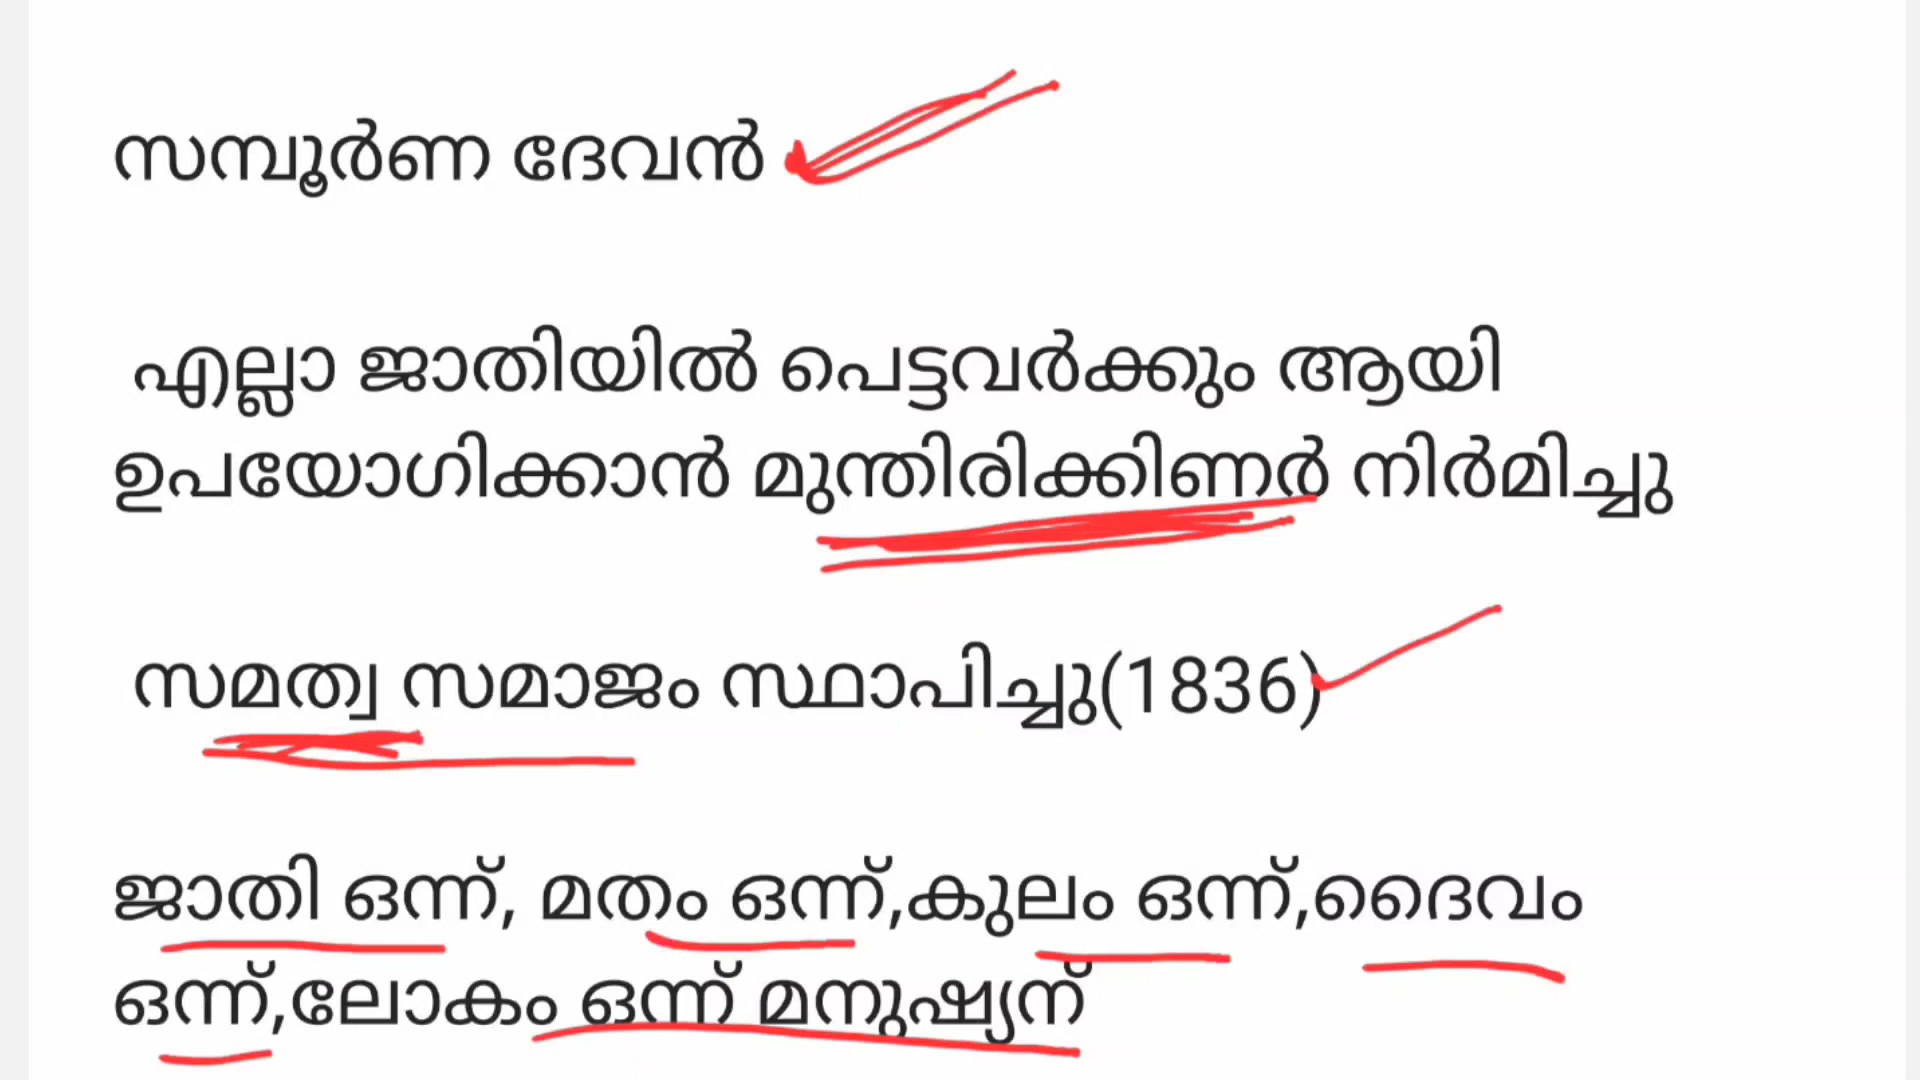 സമ്പൂർണ ദേവൻ
എല്ലാ ജാതിയിൽ പെട്ടവർക്കും ആയി
ഉപയോഗിക്കാൻ മുന്തിരിക്കിണർ നിർമിച്ചു
സമത്വ സമാജം സ്ഥാപിച്ചു(1836)
ജാതി ഒന്ന്, മതം ഒന്ന്,കുലം ഒന്ന്,ദൈവം
ഒന്ന്,ലോകം ഒന്ന് മനുഷ്യന്